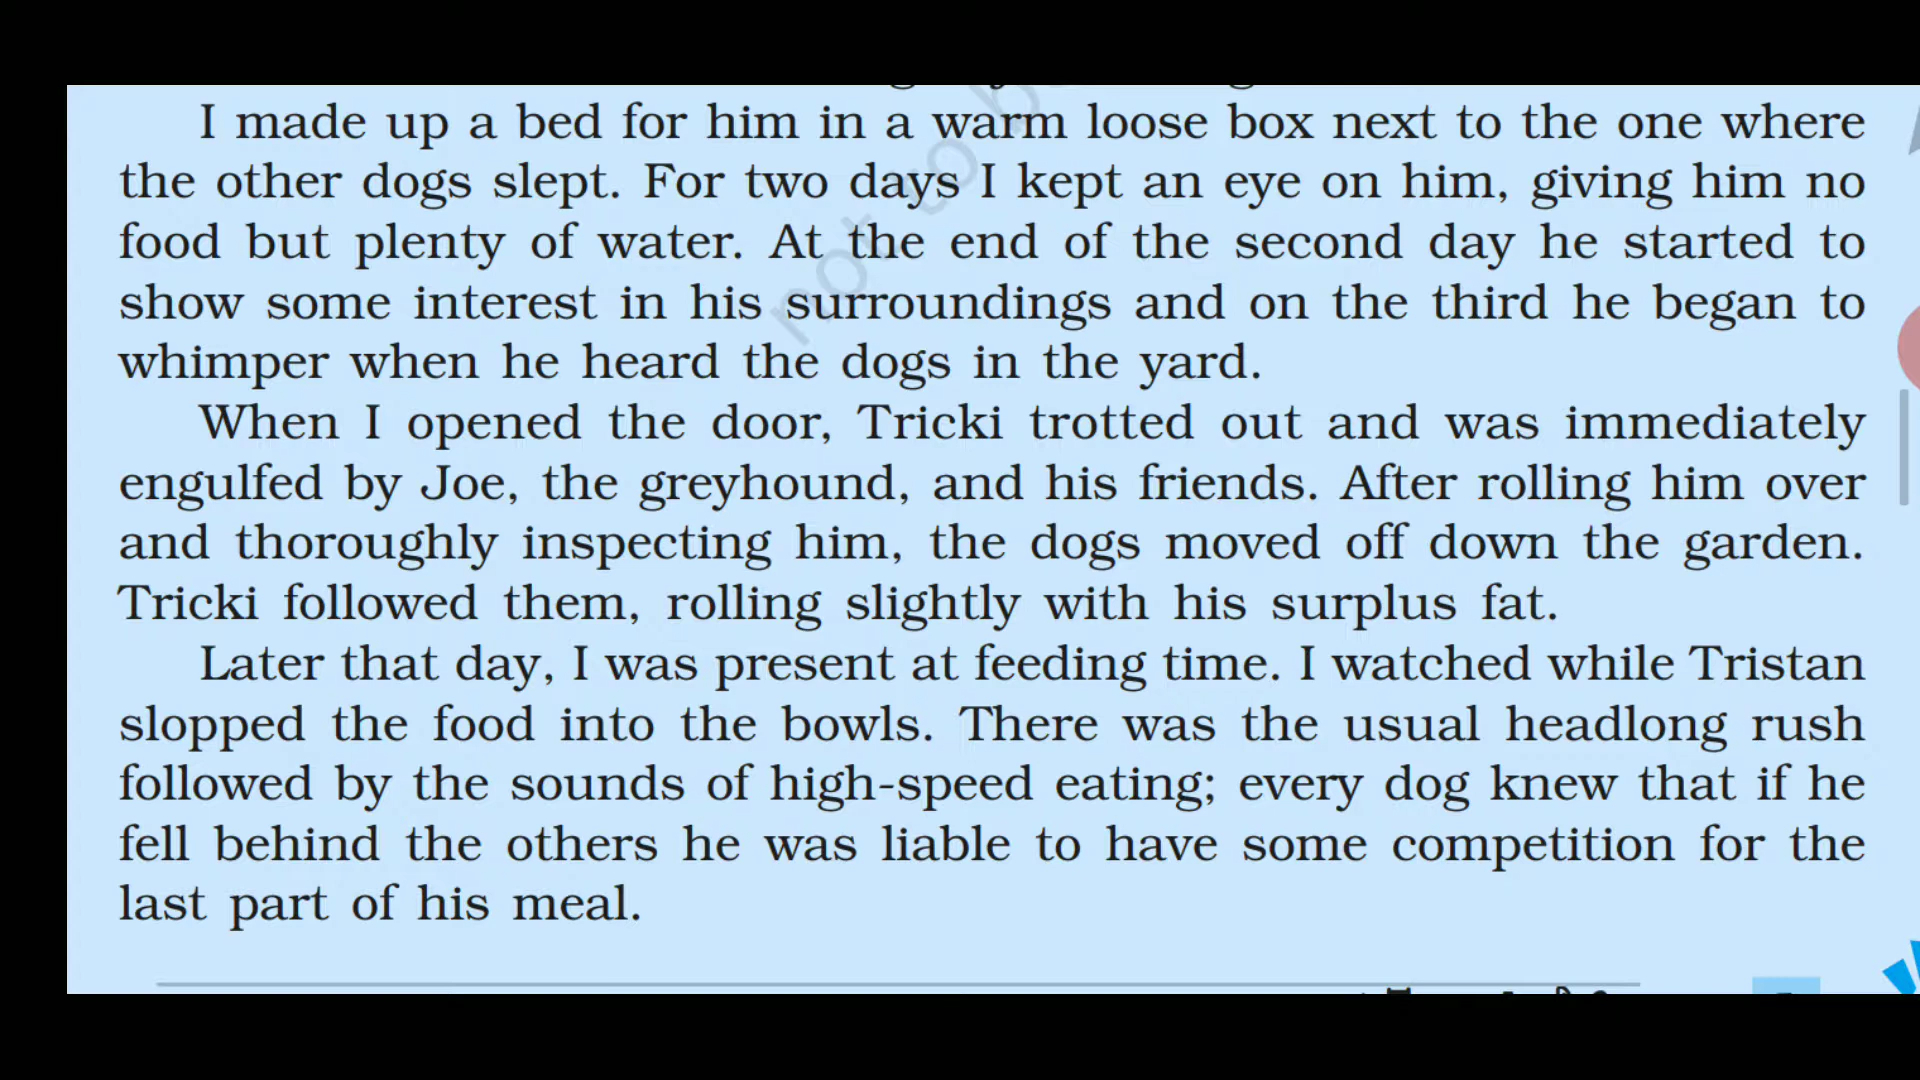 I made up a bed for him in a warm loose box next to the one where
the other dogs slept. For two days I kept an eye on him, giving him no
food but plenty of water. At the end of the second day he started to
show some interest in his surroundings and on the third he began to
whimper when he heard the dogs in the yard.
When I opened the door, Tricki trotted out and was immediately
engulfed by Joe, the greyhound, and his friends. After rolling him over
and thoroughly inspecting him, the dogs moved off down the garden.
Tricki followed them, rolling slightly with his surplus fat.
Later that day, I was present at feeding time. I watched while Tristan
slopped the food into the bowls. There was the usual headlong rush
followed by the sounds of high-speed eating; every dog knew that if he
fell behind the others he was liable to have some competition for the
last part of his meal.
not to